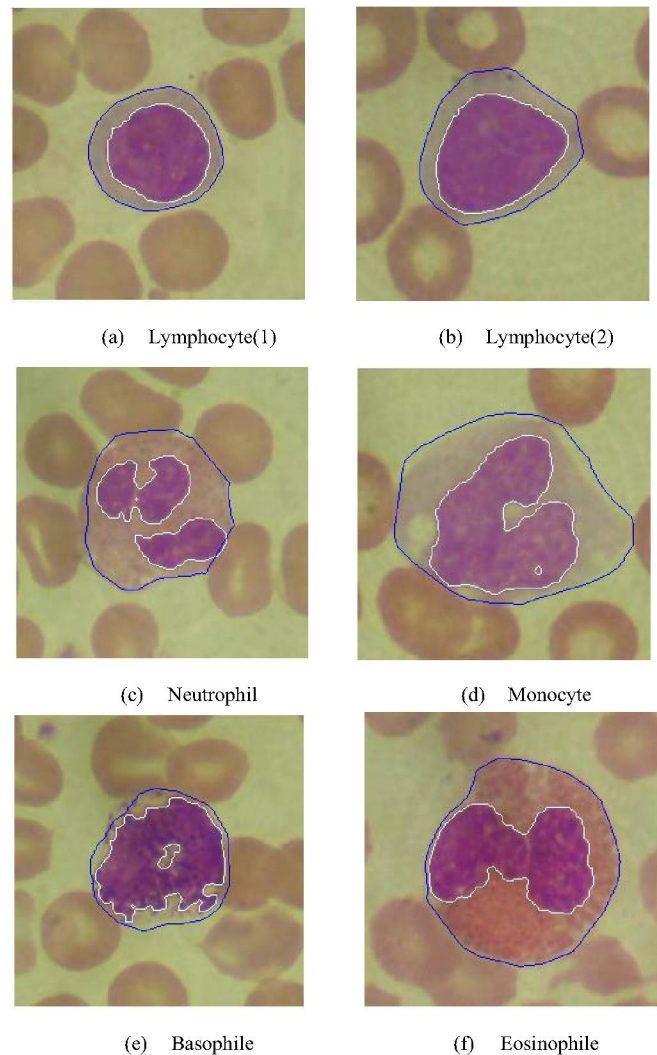 (a) Lymphocyte(1)
(b) Lymphocyte(2)
(c) Neutrophil
(d) Monocyte
(e) Basophile
(f) Eosinophile